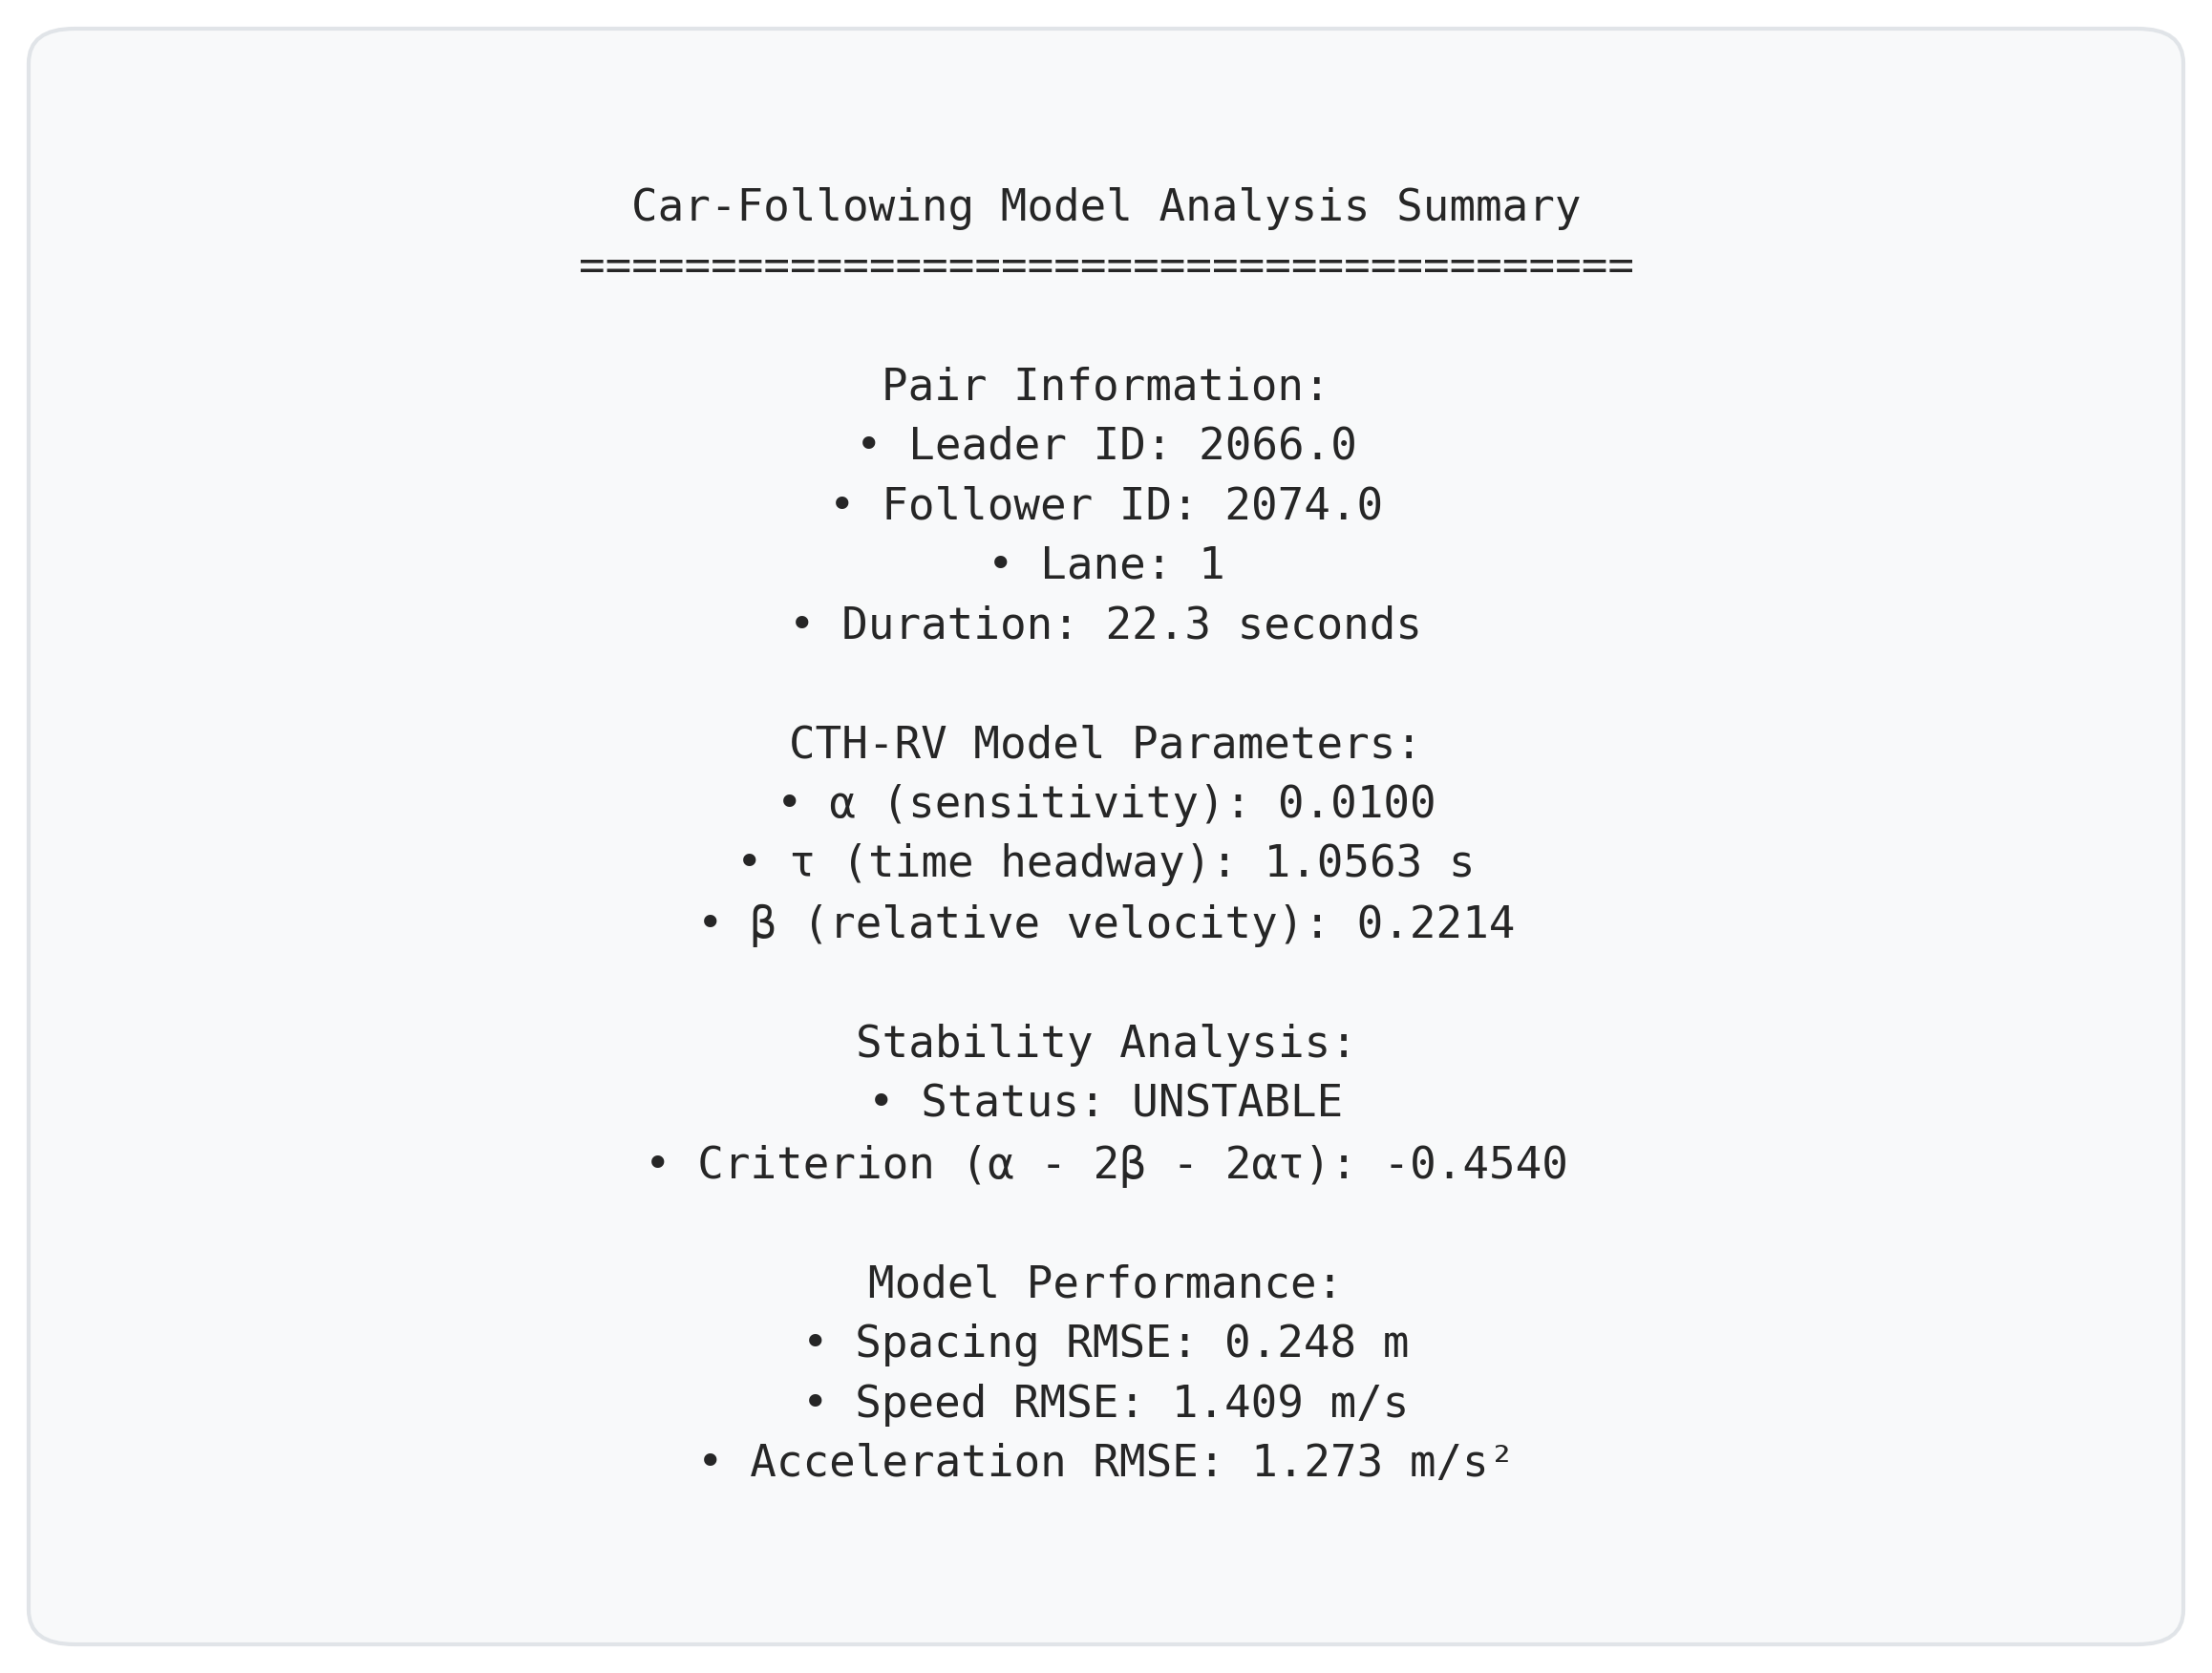 Car-Following Model Analysis Summary
========================================
Pair Information:
• Leader ID: 2066.0
• Follower ID: 2074.0
• Lane: 1
• Duration: 22.3 seconds
CTH-RV Model Parameters:
• α (sensitivity): 0.0100
• τ (time headway): 1.0563 s
• β (relative velocity): 0.2214
Stability Analysis:
• Status: UNSTABLE
• Criterion (α - 2β - 2ατ): -0.4540
Model Performance:
• Spacing RMSE: 0.248 m
• Speed RMSE: 1.409 m/s
• Acceleration RMSE: 1.273 m/s²